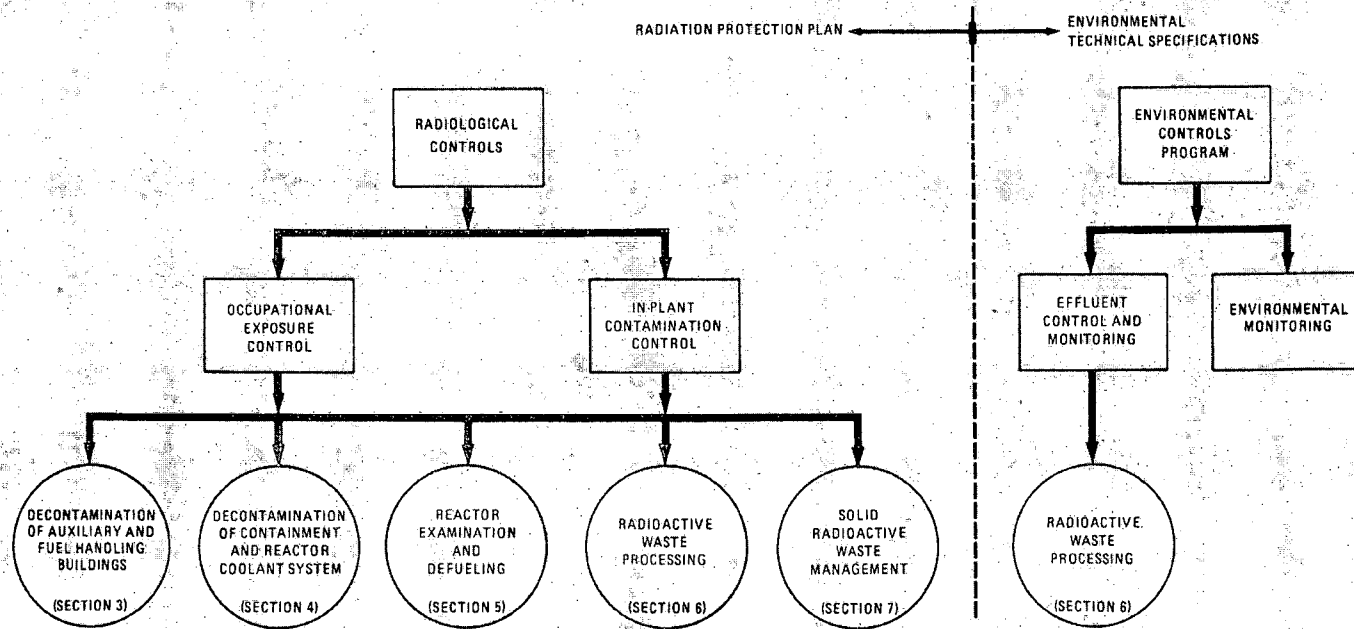 RADIATION PROTECTION PLAN
ENVIRONMENTAL
TECHNICAL SPECIFICATIONS
RADIOLOGICAL
CONTROLS
ENVIRONMENTAL
CONTROLS
PROGRAM
OCCUPATIONAL
EXPOSURE
CONTROL
IN-PLANT
CONTAMINATION
CONTROL
EFFLUENT
CONTROL AND
MONITORING
ENVIRONMENTAL
MONITORING
DECONTAMINATION
OF AUXILIARY AND
FUEL HANDLING
BUILDINGS
(SECTION 3)
DECONTAMINATION
OF CONTAINMENT
AND REACTOR
COOLANT SYSTEM
(SECTION 4)
REACTOR
EXAMINATION
AND
DEFUELING
(SECTION 5)
RADIOACTIVE
WASTE
PROCESSING
(SECTION 6)
SOLID
RADIOACTIVE
WASTE
MANAGEMENT
(SECTION 7)
RADIOACTIVE
WASTE
PROCESSING
(SECTION 6)